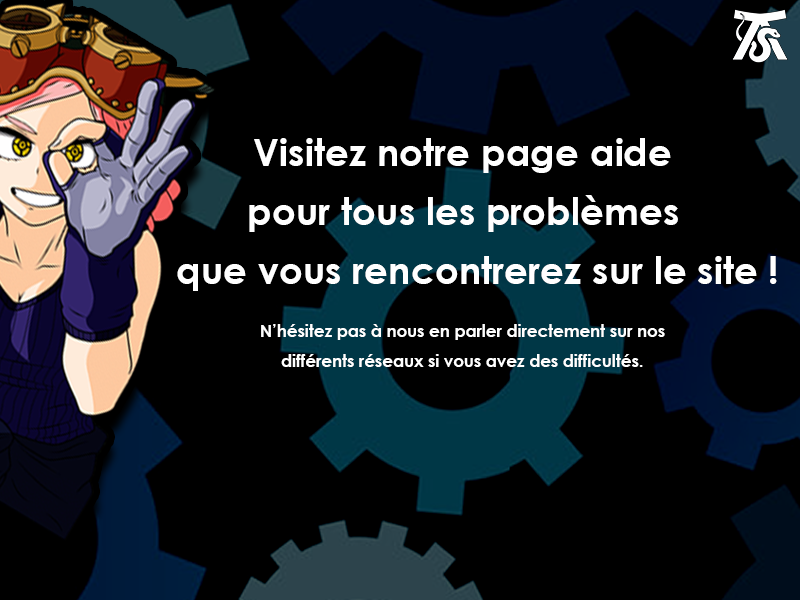 Visitez notre page aide
pour tous les problèmes
que vous rencontrerez sur le site !
N'hésitez pas à nous en parler directement sur nos
différents réseaux si vous avez des difficultés.